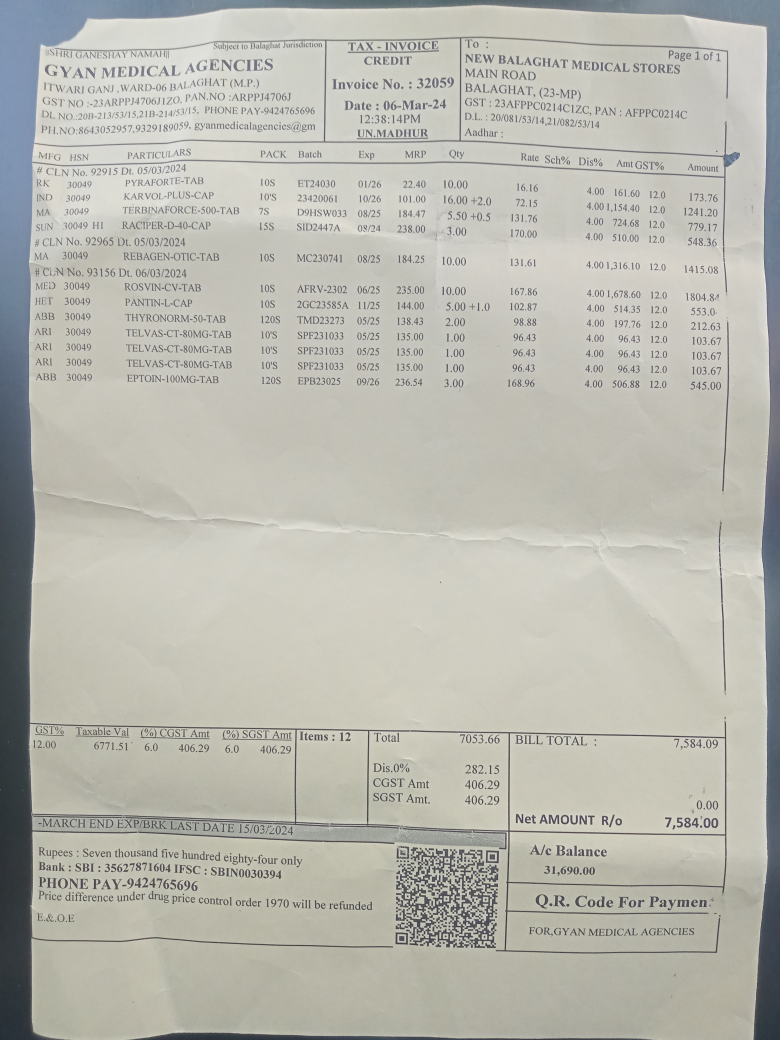 ||SHRI GANESHAY NAMAH|| Subject to Balaghat Jurisdiction
GYAN MEDICAL AGENCIES
ITWARI GANJ ,WARD-06 BALAGHAT (M.P.)
GST NO :-23ARPPJ4706J1ZO, PAN.NO :ARPPJ4706J
DL NO :20B-213/53/15,21B-214/53/15, PHONE PAY-9424765696
PH.NO:8643052957,9329189059, gyanmedicalagencies@gm
TAX - INVOICE
CREDIT
Invoice No. : 32059
Date : 06-Mar-24
12:38:14PM
UN.MADHUR
To : Page 1 of 1
NEW BALAGHAT MEDICAL STORES
MAIN ROAD
BALAGHAT, (23-MP)
GST : 23AFPPC0214C1ZC, PAN : AFPPC0214C
D.L. : 20/081/53/14,21/082/53/14
Aadhar :
MFG HSN PARTICULARS PACK Batch Exp MRP Qty Rate Sch% Dis% Amt GST% Amount
# CLN No. 92915 Dt. 05/03/2024
RK 30049 PYRAFORTE-TAB 10S ET24030 01/26 22.40 10.00 16.16 4.00 161.60 12.0 173.76
IND 30049 KARVOL-PLUS-CAP 10'S 23420061 10/26 101.00 16.00 +2.0 72.15 4.00 1,154.40 12.0 1241.20
MA 30049 TERBINAFORCE-500-TAB 7S D9HSW033 08/25 184.47 5.50 +0.5 131.76 4.00 724.68 12.0 779.17
SUN 30049 HI RACIPER-D-40-CAP 15S SID2447A 08/24 238.00 3.00 170.00 4.00 510.00 12.0 548.36
# CLN No. 92965 Dt. 05/03/2024
MA 30049 REBAGEN-OTIC-TAB 10S MC230741 08/25 184.25 10.00 131.61 4.00 1,316.10 12.0 1415.08
# CLN No. 93156 Dt. 06/03/2024
MED 30049 ROSVIN-CV-TAB 10S AFRV-2302 06/25 235.00 10.00 167.86 4.00 1,678.60 12.0 1804.84
HET 30049 PANTIN-L-CAP 10S 2GC23585A 11/25 144.00 5.00 +1.0 102.87 4.00 514.35 12.0 553.0
ABB 30049 THYRONORM-50-TAB 120S TMD23273 05/25 138.43 2.00 98.88 4.00 197.76 12.0 212.63
ARI 30049 TELVAS-CT-80MG-TAB 10'S SPF231033 05/25 135.00 1.00 96.43 4.00 96.43 12.0 103.67
ARI 30049 TELVAS-CT-80MG-TAB 10'S SPF231033 05/25 135.00 1.00 96.43 4.00 96.43 12.0 103.67
ARI 30049 TELVAS-CT-80MG-TAB 10'S SPF231033 05/25 135.00 1.00 96.43 4.00 96.43 12.0 103.67
ABB 30049 EPTOIN-100MG-TAB 120S EPB23025 09/26 236.54 3.00 168.96 4.00 506.88 12.0 545.00
GST% Taxable Val (%) CGST Amt (%) SGST Amt
12.00 6771.51 6.0 406.29 6.0 406.29
Items : 12
Total 7053.66
Dis.0% 282.15
CGST Amt 406.29
SGST Amt. 406.29
BILL TOTAL : 7,584.09
0.00
Net AMOUNT R/o 7,584.00
-MARCH END EXP/BRK LAST DATE 15/03/2024
Rupees : Seven thousand five hundred eighty-four only
Bank : SBI : 35627871604 IFSC : SBIN0030394
PHONE PAY-9424765696
Price difference under drug price control order 1970 will be refunded
E.&.O.E
A/c Balance
31,690.00
Q.R. Code For Paymen
FOR,GYAN MEDICAL AGENCIES